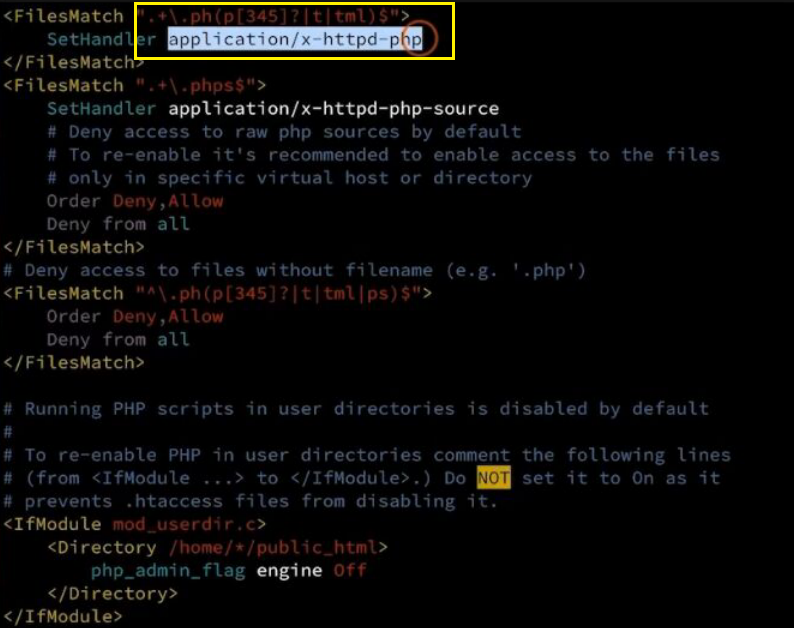 <FilesMatch ".+\.ph(p[345]?|t|tml)$">
    SetHandler application/x-httpd-php
</FilesMatch>
<FilesMatch ".+\.phps$">
    SetHandler application/x-httpd-php-source
    # Deny access to raw php sources by default
    # To re-enable it's recommended to enable access to the files
    # only in specific virtual host or directory
    Order Deny,Allow
    Deny from all
</FilesMatch>
# Deny access to files without filename (e.g. '.php')
<FilesMatch "^\.ph(p[345]?|t|tml|ps)$">
    Order Deny,Allow
    Deny from all
</FilesMatch>

# Running PHP scripts in user directories is disabled by default
#
# To re-enable PHP in user directories comment the following lines
# (from <IfModule ...> to </IfModule>.) Do NOT set it to On as it
# prevents .htaccess files from disabling it.
<IfModule mod_userdir.c>
    <Directory /home/*/public_html>
        php_admin_flag engine Off
    </Directory>
</IfModule>